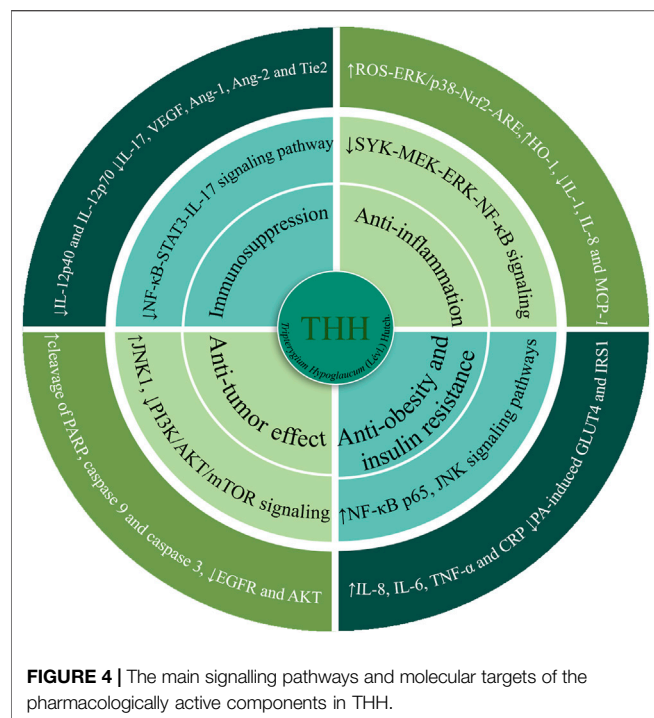 ↓IL-12p40 and IL-12p70 ↓IL-17, VEGF, Ang-1, Ang-2 and Tie2
↓NF-κB-STAT3-IL-17 signaling pathway
Immunosuppression
↑ROS-ERK/p38-Nrf2-ARE,↑HO-1, ↓IL-1, IL-8 and MCP-1
↓SYK-MEK-ERK-NF-κB signaling
Anti-inflammation
THH
Tripterygium Hypoglaucum (Lévl.) Hutch.
Anti-tumor effect
↑JNK1, ↓PI3K/AKT/mTOR signaling
↑cleavage of PARP, caspase 9 and caspase 3, ↓EGFR and AKT
Anti-obesity and
insulin resistance
↑NF-κB p65, JNK signaling pathways
↑IL-8, IL-6, TNF-α and CRP ↓PA-induced GLUT4 and IRS1
FIGURE 4 | The main signalling pathways and molecular targets of the
pharmacologically active components in THH.